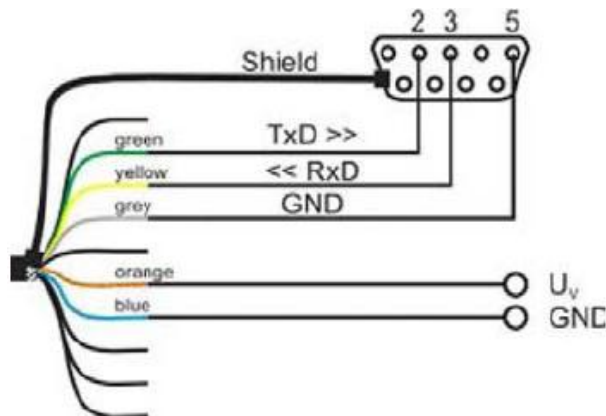 2 3 5
Shield
green TxD >>
yellow << RxD
grey GND
orange
Uv
blue
GND